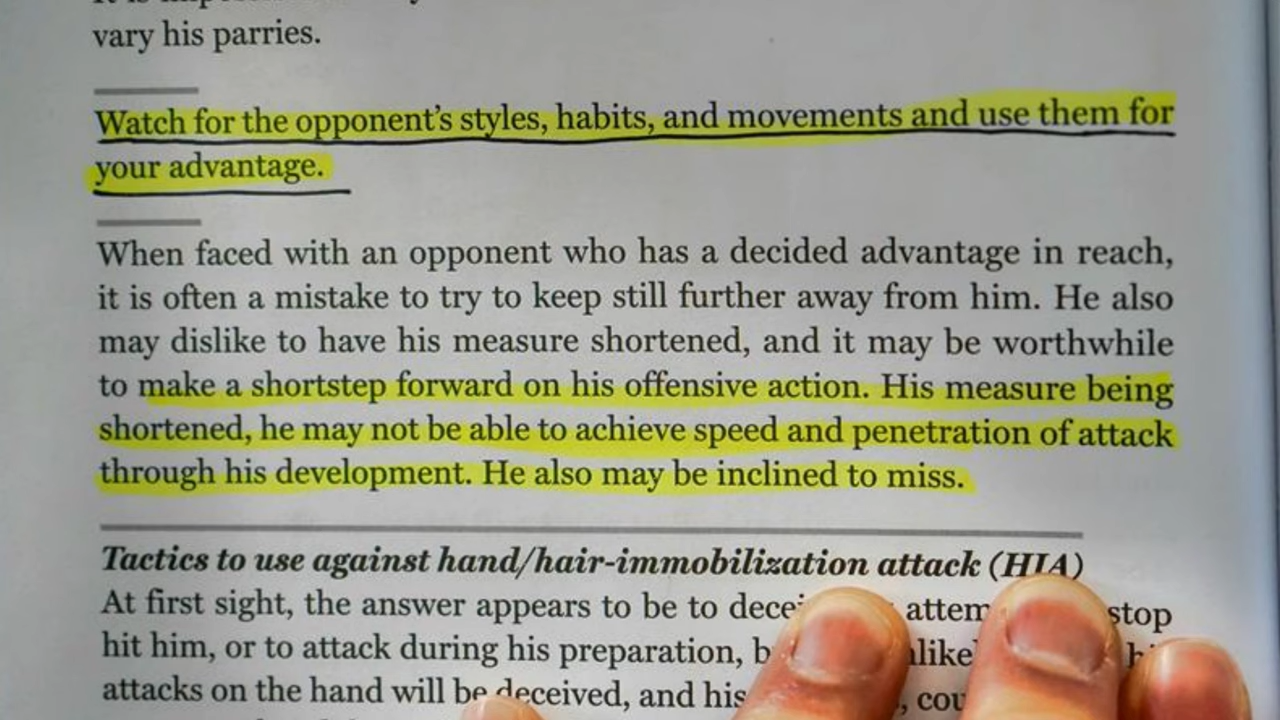 vary his parries.
Watch for the opponent's styles, habits, and movements and use them for
your advantage.
When faced with an opponent who has a decided advantage in reach,
it is often a mistake to try to keep still further away from him. He also
may dislike to have his measure shortened, and it may be worthwhile
to make a shortstep forward on his offensive action. His measure being
shortened, he may not be able to achieve speed and penetration of attack
through his development. He also may be inclined to miss.
Tactics to use against hand/hair-immobilization attack (HIA)
At first sight, the answer appears to be to stop
hit him, or to attack during his preparation,
attacks on the hand will be deceived, and his